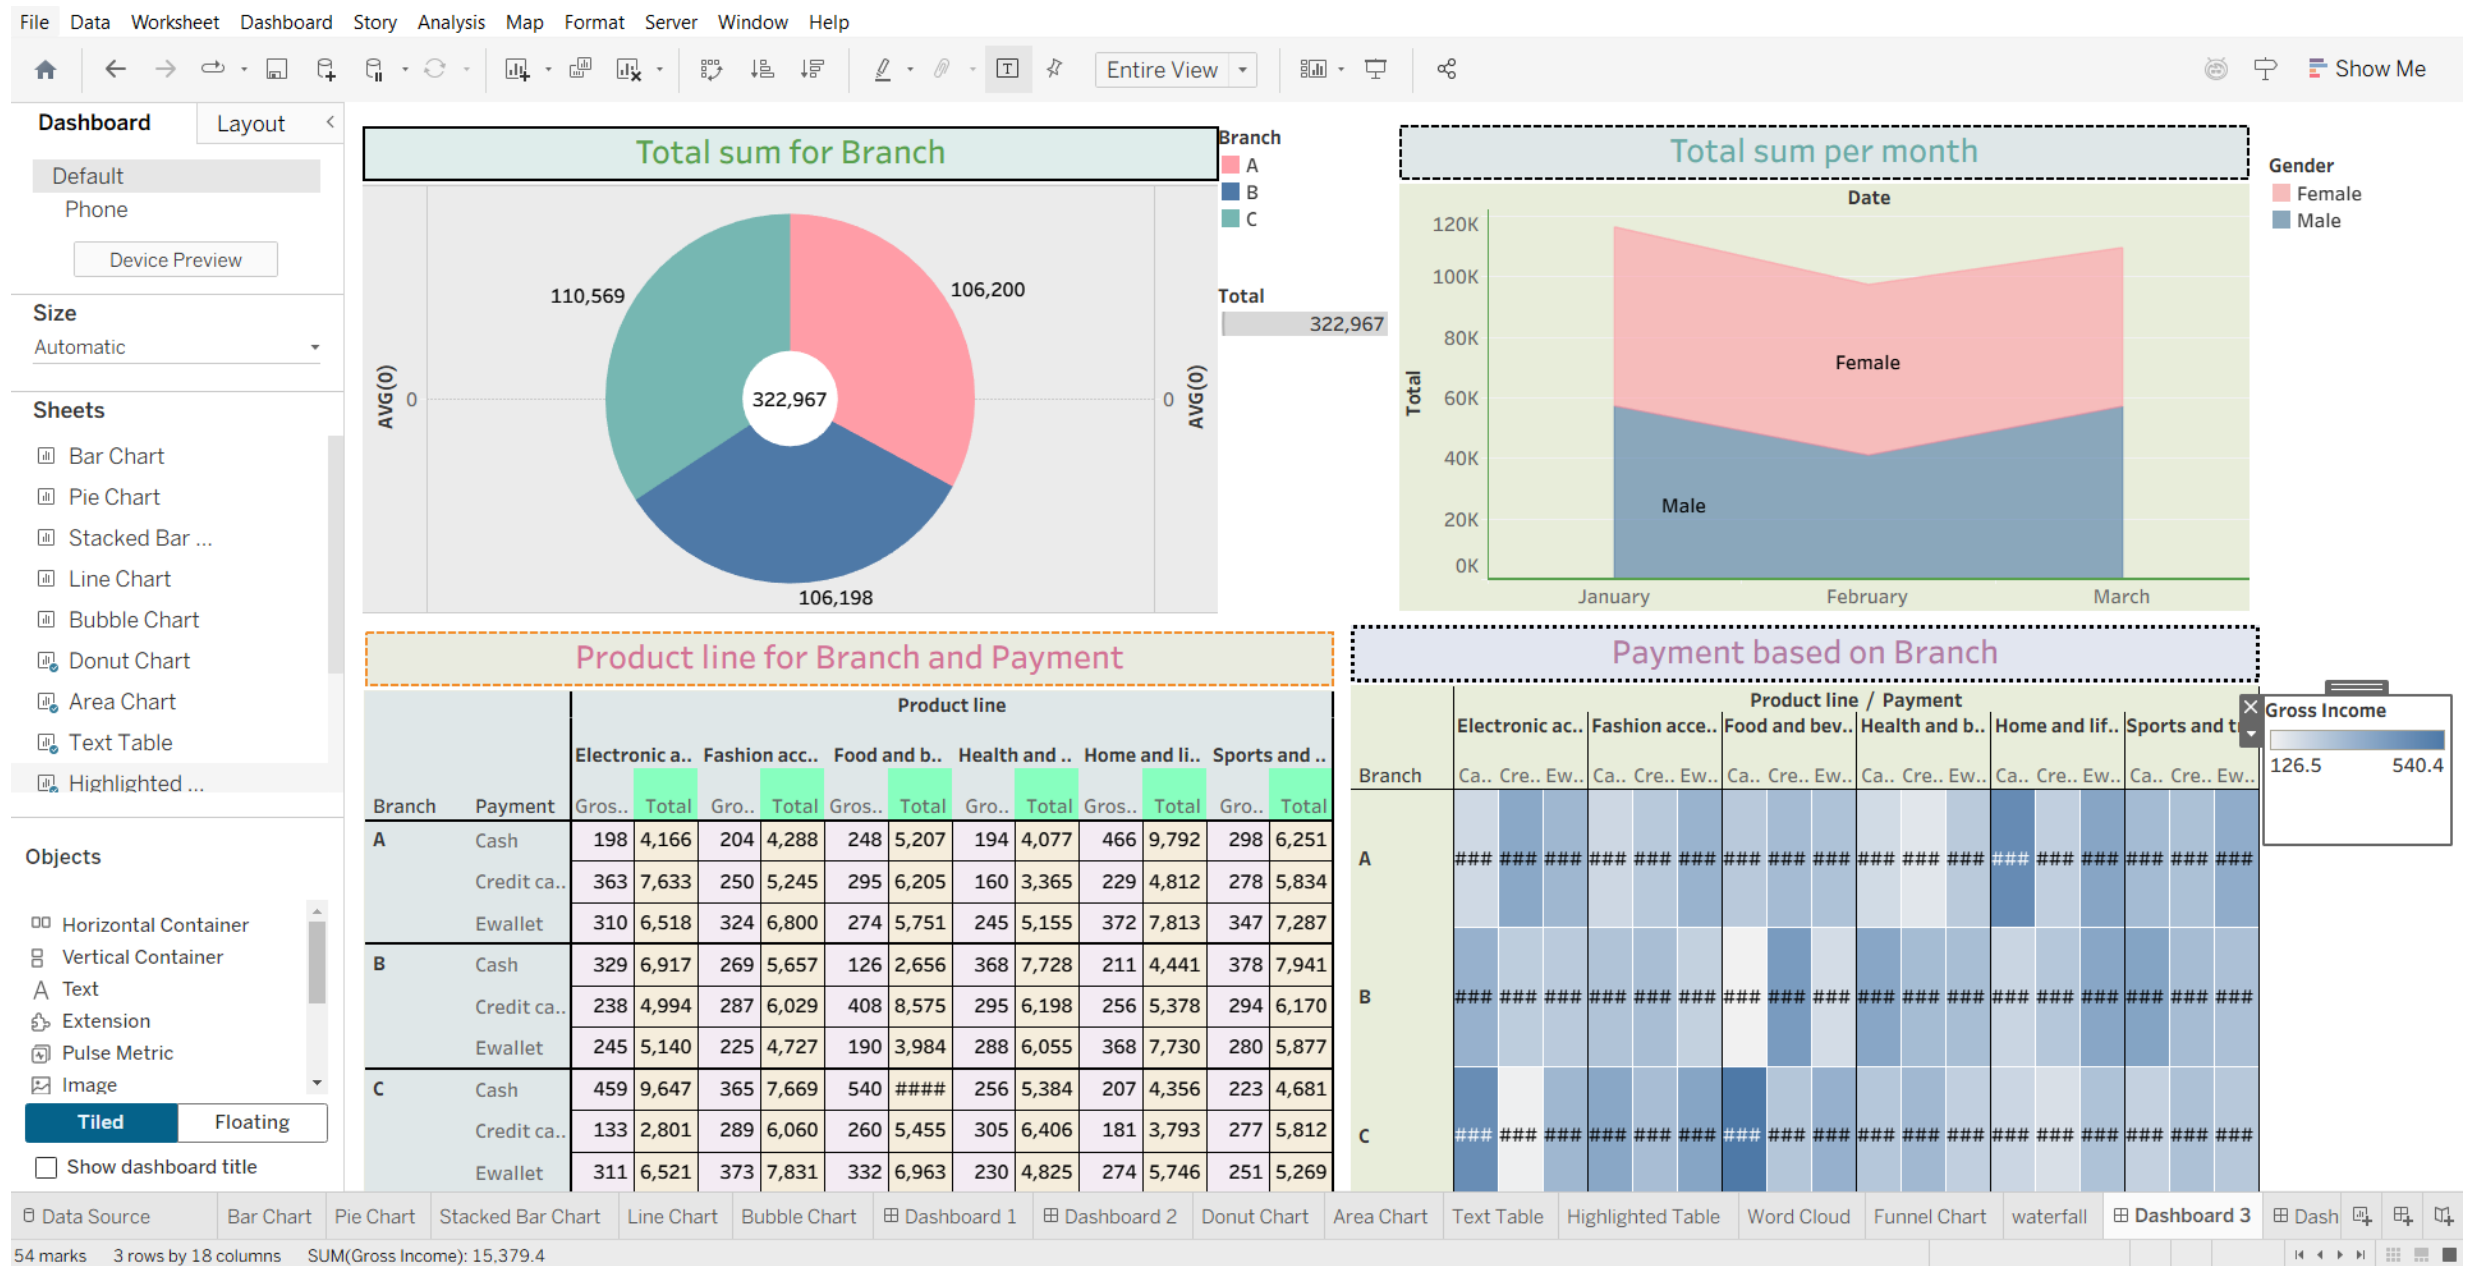 File Data Worksheet Dashboard Story Analysis Map Format Server Window Help
Entire View
Show Me
Dashboard
Layout
Default
Phone
Device Preview
Size
Automatic
Sheets
Bar Chart
Pie Chart
Stacked Bar ...
Line Chart
Bubble Chart
Donut Chart
Area Chart
Text Table
Highlighted ...
Objects
Horizontal Container
Vertical Container
Text
Extension
Pulse Metric
Image
Tiled Floating
Show dashboard title
Total sum for Branch
AVG(0)
0
110,569
106,200
322,967
106,198
0
AVG(0)
Branch
A
B
C
Total
322,967
Total sum per month
Date
Total
120K
100K
80K
60K
40K
20K
0K
Female
Male
January February March
Gender
Female
Male
Product line for Branch and Payment
Product line
Electronic a.. Fashion acc.. Food and b.. Health and .. Home and li.. Sports and ..
Branch Payment Gros.. Total Gro.. Total Gros.. Total Gro.. Total Gros.. Total Gro.. Total
A Cash 198 4,166 204 4,288 248 5,207 194 4,077 466 9,792 298 6,251
Credit ca.. 363 7,633 250 5,245 295 6,205 160 3,365 229 4,812 278 5,834
Ewallet 310 6,518 324 6,800 274 5,751 245 5,155 372 7,813 347 7,287
B Cash 329 6,917 269 5,657 126 2,656 368 7,728 211 4,441 378 7,941
Credit ca.. 238 4,994 287 6,029 408 8,575 295 6,198 256 5,378 294 6,170
Ewallet 245 5,140 225 4,727 190 3,984 288 6,055 368 7,730 280 5,877
C Cash 459 9,647 365 7,669 540 #### 256 5,384 207 4,356 223 4,681
Credit ca.. 133 2,801 289 6,060 260 5,455 305 6,406 181 3,793 277 5,812
Ewallet 311 6,521 373 7,831 332 6,963 230 4,825 274 5,746 251 5,269
Payment based on Branch
Product line / Payment
Electronic ac.. Fashion acce.. Food and bev.. Health and b.. Home and lif.. Sports and t
Branch Ca.. Cre.. Ew.. Ca.. Cre.. Ew.. Ca.. Cre.. Ew.. Ca.. Cre.. Ew.. Ca.. Cre.. Ew.. Ca.. Cre.. Ew..
A ### ### ### ### ### ### ### ### ### ### ### ### ### ### ### ### ### ###
B ### ### ### ### ### ### ### ### ### ### ### ### ### ### ### ### ### ###
C ### ### ### ### ### ### ### ### ### ### ### ### ### ### ### ### ### ###
Gross Income
126.5 540.4
Data Source Bar Chart Pie Chart Stacked Bar Chart Line Chart Bubble Chart Dashboard 1 Dashboard 2 Donut Chart Area Chart Text Table Highlighted Table Word Cloud Funnel Chart waterfall Dashboard 3 Dash
54 marks 3 rows by 18 columns SUM(Gross Income): 15,379.4